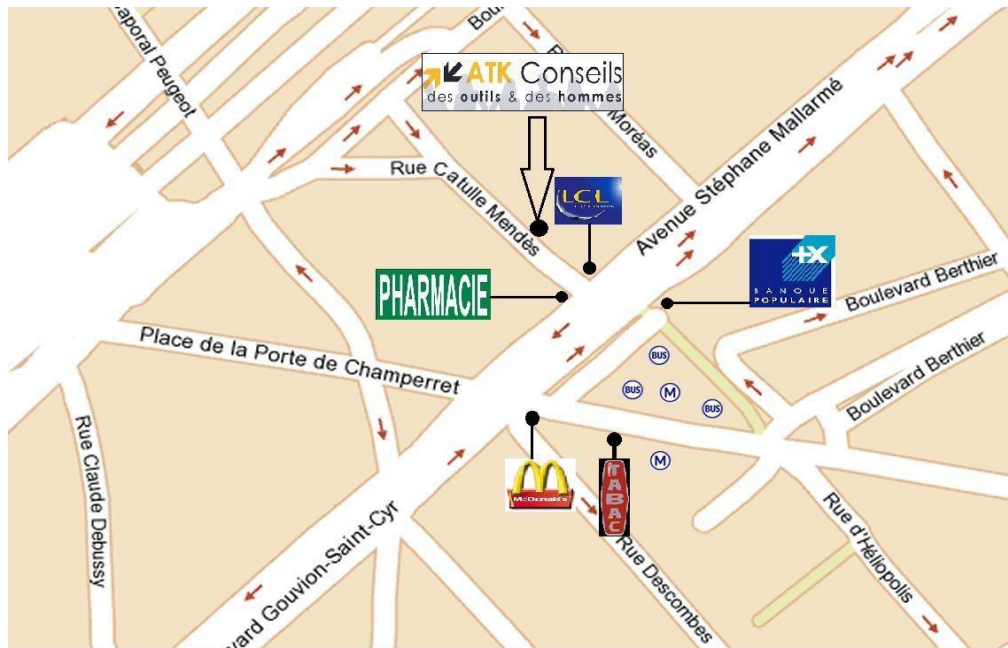 Caporal Peugeot
Bou
ATK Conseils
des outils & des hommes
Moréas
Rue Catulle Mendès
LCL
Avenue Stéphane Mallarmé
PHARMACIE
+X
BANQUE
POPULAIRE
Boulevard Berthier
Boulevard Berthier
Place de la Porte de Champerret
BUS
BUS
M
BUS
M
McDonald's
TABAC
Rue Claude Debussy
vard Gouvion-Saint-Cyr
Rue Descombes
Rue d'Héliopolis